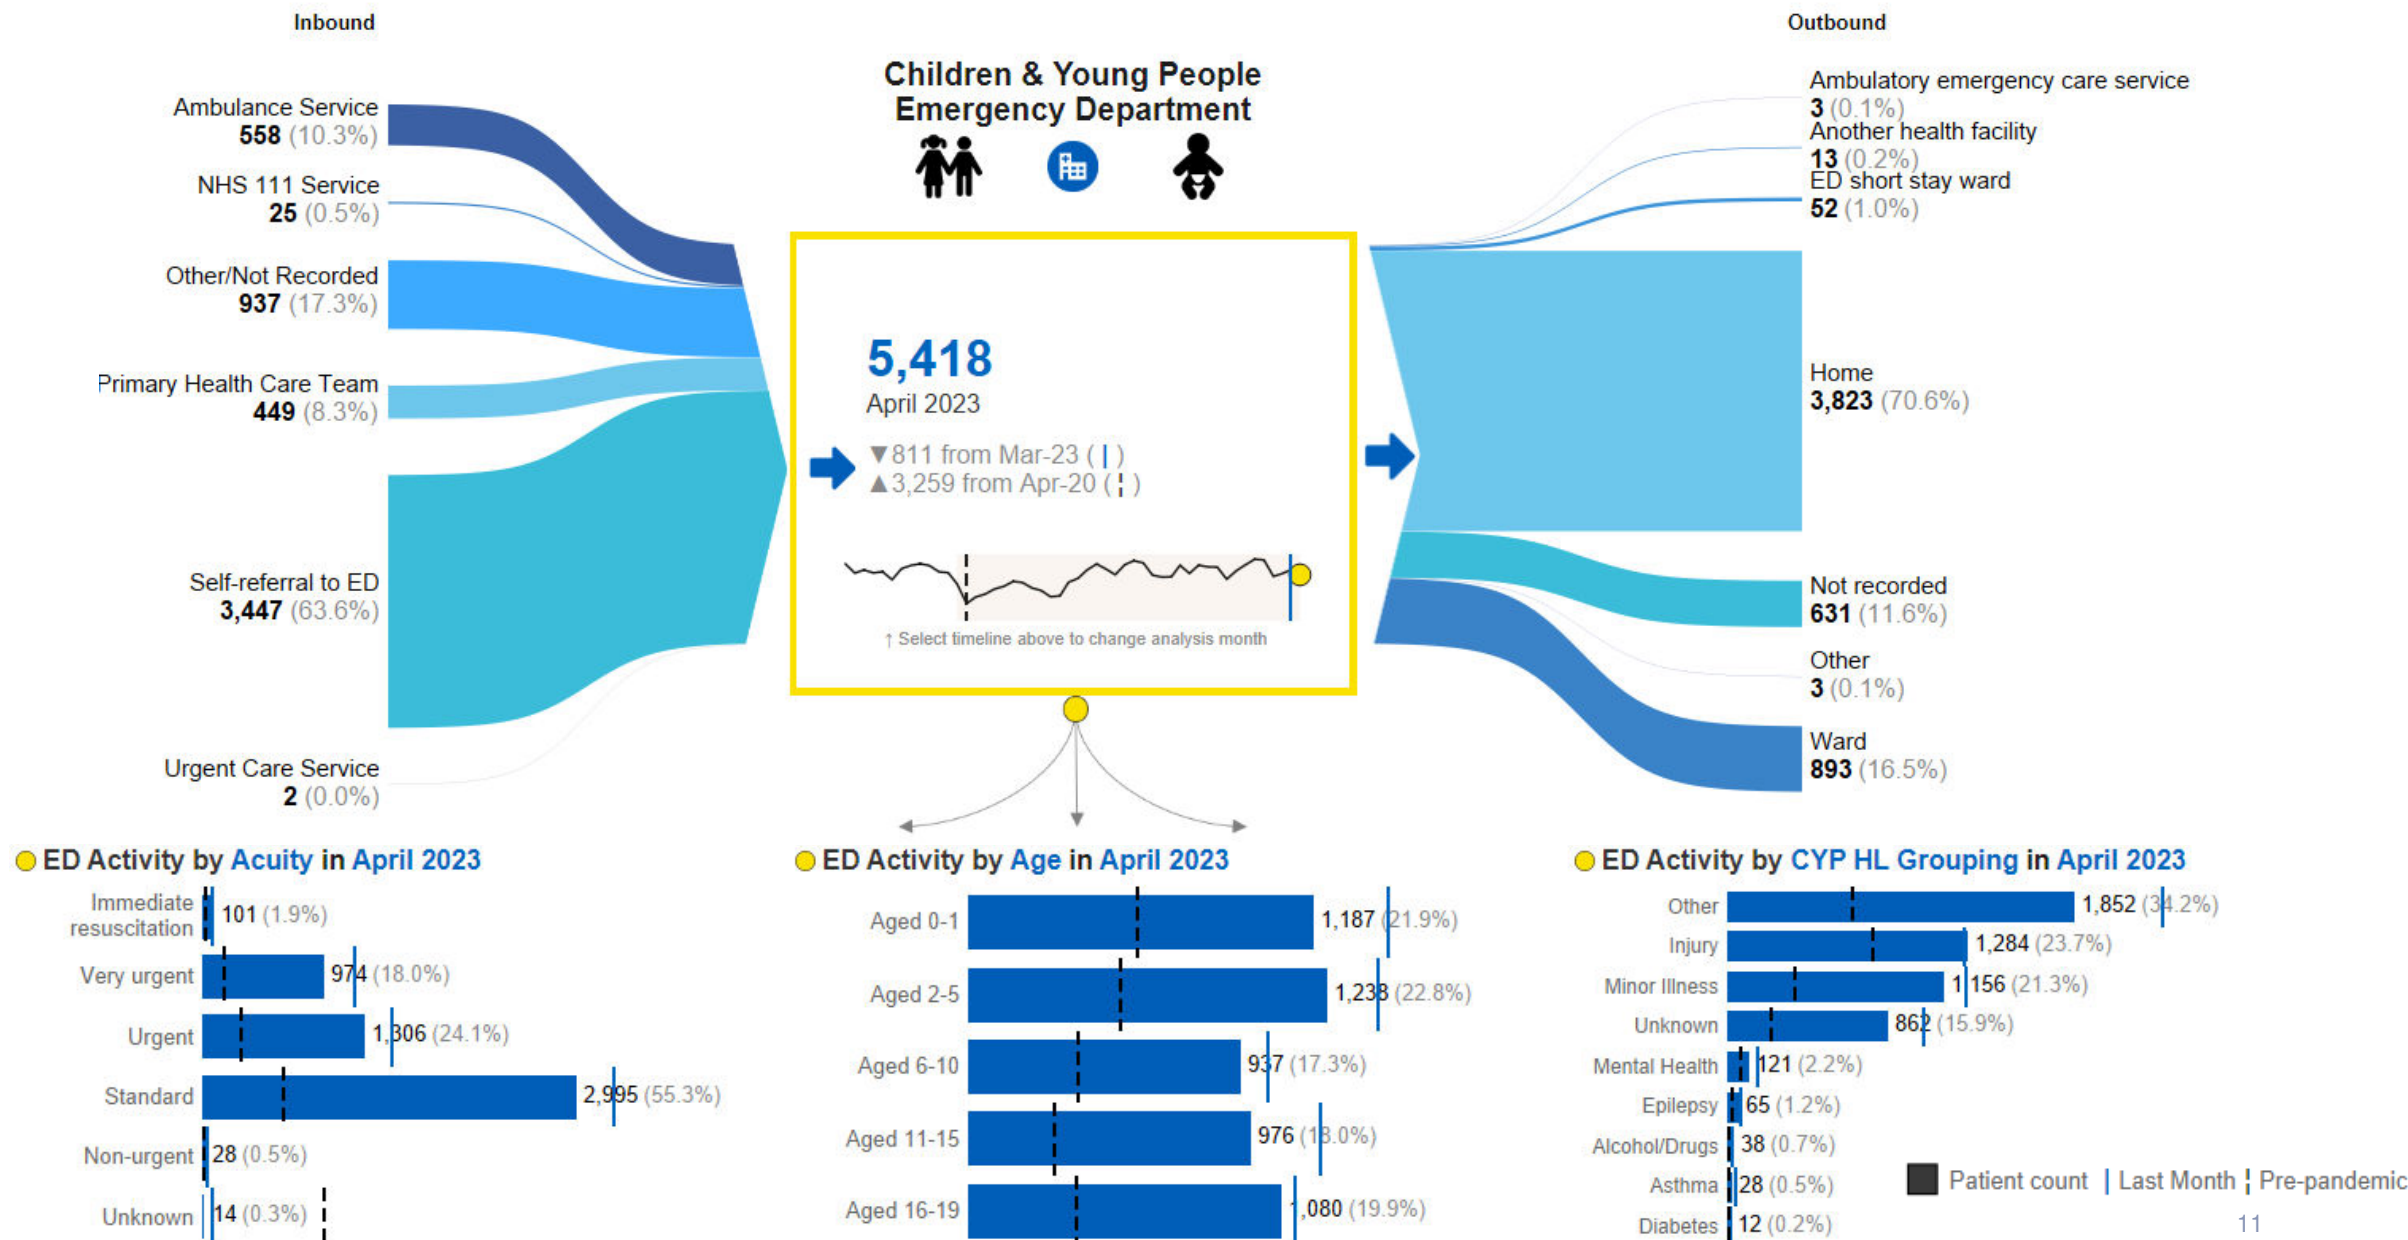 Inbound
Outbound
Children & Young People
Emergency Department
Ambulance Service
558 (10.3%)
NHS 111 Service
25 (0.5%)
Other/Not Recorded
937 (17.3%)
Primary Health Care Team
449 (8.3%)
Self-referral to ED
3,447 (63.6%)
Urgent Care Service
2 (0.0%)
5,418
April 2023
▼811 from Mar-23 ( | )
▲3,259 from Apr-20 ( ¦ )
↑ Select timeline above to change analysis month
Ambulatory emergency care service
3 (0.1%)
Another health facility
13 (0.2%)
ED short stay ward
52 (1.0%)
Home
3,823 (70.6%)
Not recorded
631 (11.6%)
Other
3 (0.1%)
Ward
893 (16.5%)
ED Activity by Acuity in April 2023
Immediate
resuscitation
101 (1.9%)
Very urgent 974 (18.0%)
Urgent 1,306 (24.1%)
Standard 2,995 (55.3%)
Non-urgent 28 (0.5%)
Unknown 14 (0.3%)
ED Activity by Age in April 2023
Aged 0-1 1,187 (21.9%)
Aged 2-5 1,238 (22.8%)
Aged 6-10 937 (17.3%)
Aged 11-15 976 (18.0%)
Aged 16-19 1,080 (19.9%)
ED Activity by CYP HL Grouping in April 2023
Other 1,852 (34.2%)
Injury 1,284 (23.7%)
Minor Illness 1,156 (21.3%)
Unknown 862 (15.9%)
Mental Health 121 (2.2%)
Epilepsy 65 (1.2%)
Alcohol/Drugs 38 (0.7%)
Asthma 28 (0.5%)
Diabetes 12 (0.2%)
Patient count | Last Month ¦ Pre-pandemic
11